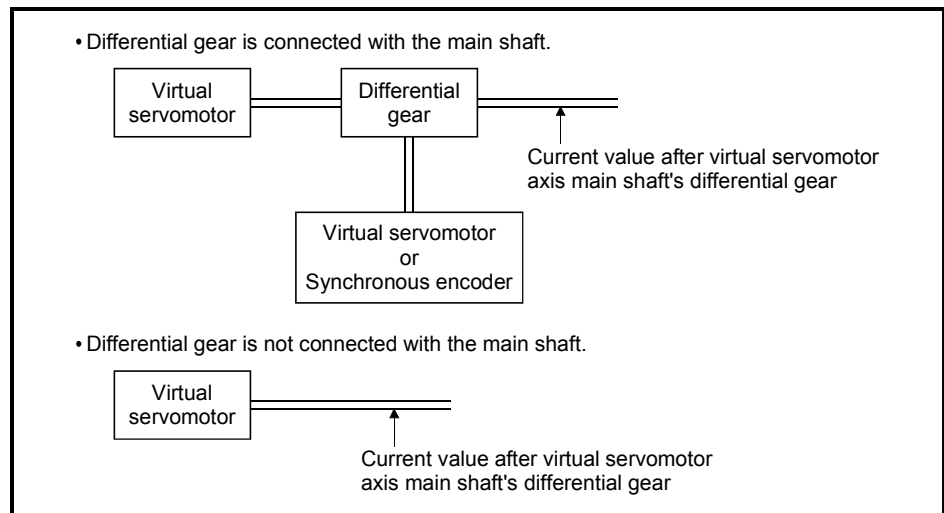 • Differential gear is connected with the main shaft.
Virtual
servomotor
Differential
gear
Current value after virtual servomotor
axis main shaft's differential gear
Virtual servomotor
or
Synchronous encoder
• Differential gear is not connected with the main shaft.
Virtual
servomotor
Current value after virtual servomotor
axis main shaft's differential gear